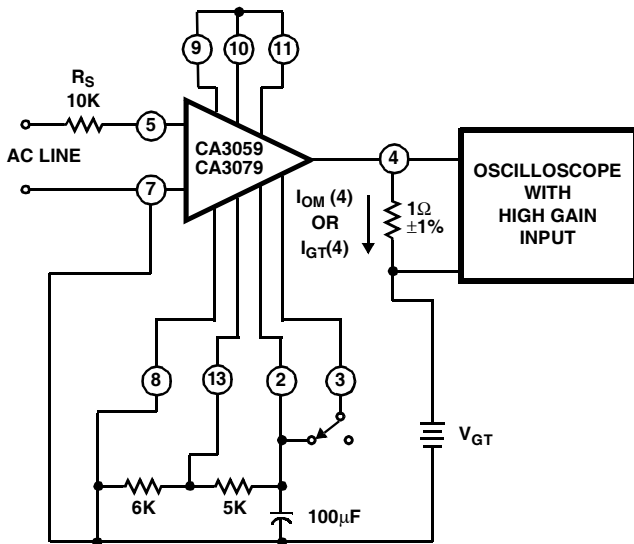 9
10
11
RS
10K
5
AC LINE
7
CA3059
CA3079
4
IOM (4)
OR
IGT(4)
1Ω
±1%
OSCILLOSCOPE
WITH
HIGH GAIN
INPUT
8
13
2
3
VGT
6K
5K
100μF